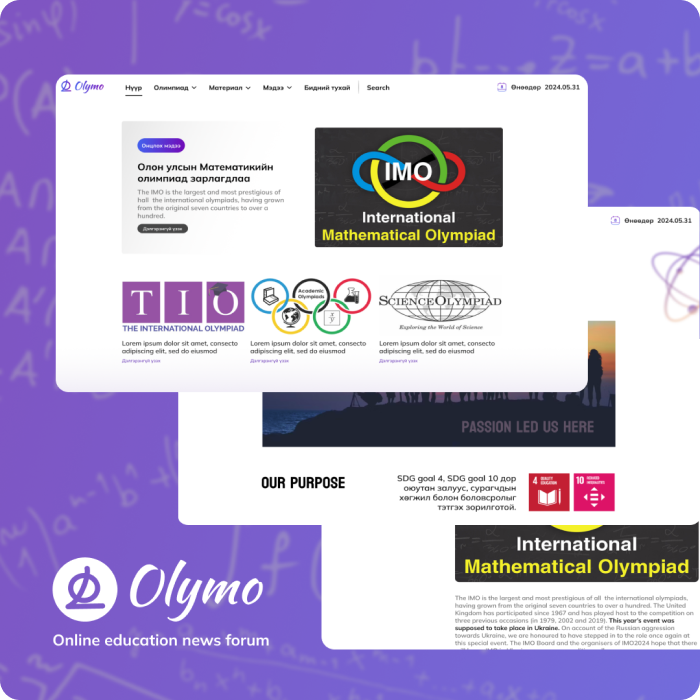 Olymo
Нүүр Олимпиад Материал Мэдээ Бидний тухай Search
Өнөөдөр 2024.05.31
Онцлох мэдээ
Олон улсын Математикийн
олимпиад зарлагдлаа
The IMO is the largest and most prestigious of
hall the international olympiads, having grown
from the original seven countries to over a
hundred.
Дэлгэрэнгүй үзэх
IMO
International
Mathematical Olympiad
TIO
THE INTERNATIONAL OLYMPIAD
Lorem ipsum dolor sit amet, consecto
adipiscing elit, sed do eiusmod
Дэлгэрэнгүй үзэх
Academic
Olympiads
x
y
Lorem ipsum dolor sit amet, consecto
adipiscing elit, sed do eiusmod
Дэлгэрэнгүй үзэх
SCIENCE OLYMPIAD
Exploring the World of Science
Lorem ipsum dolor sit amet, consecto
adipiscing elit, sed do eiusmod
Дэлгэрэнгүй үзэх
Өнөөдөр 2024.05.31
PASSION LED US HERE
OUR PURPOSE
SDG goal 4, SDG goal 10 дор
оюутан залуус, сурагчдын
хөгжил болон боловсролыг
тэтгэх зорилготой.
4 QUALITY
EDUCATION
10 REDUCED
INEQUALITIES
International
Mathematical Olympiad
The IMO is the largest and most prestigious of all the international olympiads,
having grown from the original seven countries to over a hundred. The United
Kingdom has participated since 1967 and has played host to the competition on
three previous occasions (in 1979, 2002 and 2019). This year's event was
supposed to take place in Ukraine. On account of the Russian aggression
towards Ukraine, we are honoured to have stepped in to the role once again at
this special event. The IMO Board and the organisers of IMO2024 hope that there
Olymo
Online education news forum